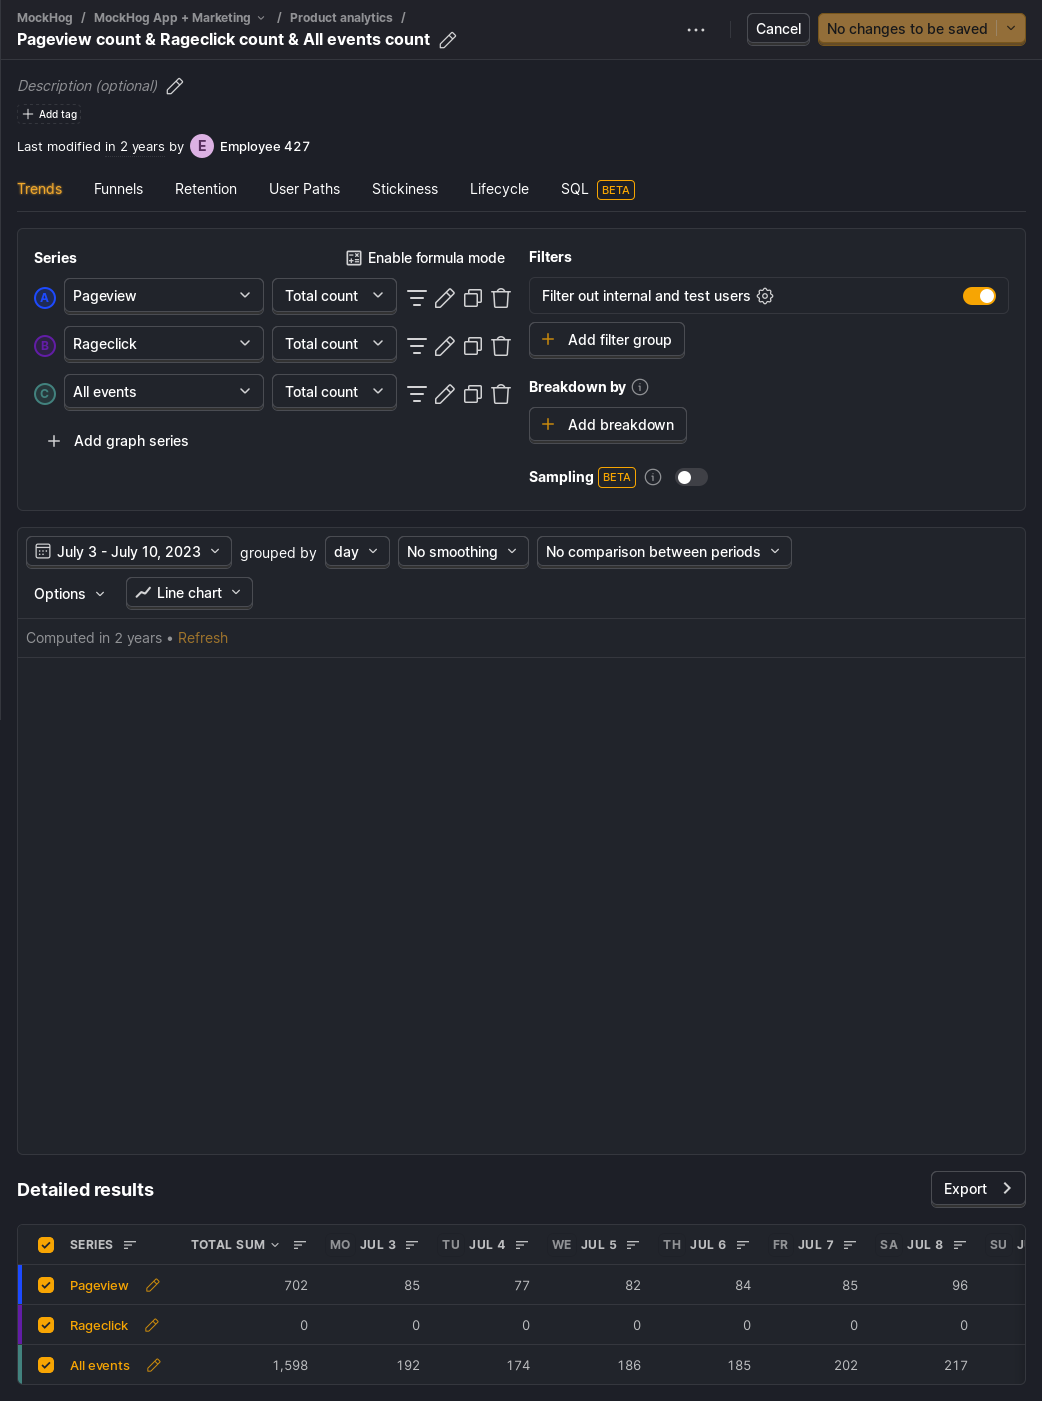 MockHog / MockHog App + Marketing / Product analytics /
Pageview count & Rageclick count & All events count
Cancel
No changes to be saved
Description (optional)
Add tag
Last modified in 2 years by E Employee 427
Trends Funnels Retention User Paths Stickiness Lifecycle SQL BETA
Series
Enable formula mode
A Pageview Total count
B Rageclick Total count
C All events Total count
Add graph series
Filters
Filter out internal and test users
Add filter group
Breakdown by
Add breakdown
Sampling BETA
July 3 - July 10, 2023 grouped by day No smoothing No comparison between periods
Options Line chart
Computed in 2 years • Refresh
Detailed results
Export
SERIES TOTAL SUM MO JUL 3 TU JUL 4 WE JUL 5 TH JUL 6 FR JUL 7 SA JUL 8 SU
Pageview 702 85 77 82 84 85 96
Rageclick 0 0 0 0 0 0 0
All events 1,598 192 174 186 185 202 217